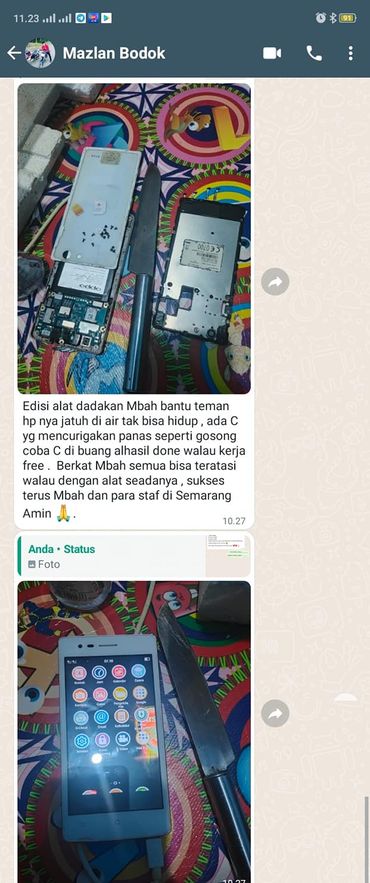 11.23
91
Mazlan Bodok
oppo
Edisi alat dadakan Mbah bantu teman
hp nya jatuh di air tak bisa hidup , ada C
yg mencurigakan panas seperti gosong
coba C di buang alhasil done walau kerja
free . Berkat Mbah semua bisa teratasi
walau dengan alat seadanya , sukses
terus Mbah dan para staf di Semarang
Amin 🙏 .
10.27
Anda • Status
Foto
10.27